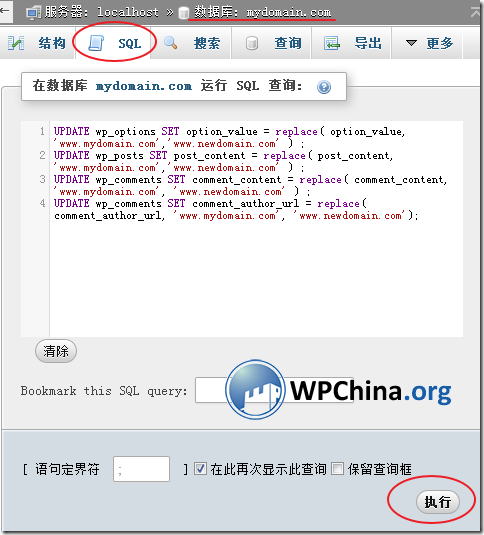 服务器: localhost » 数据库: mydomain.com
结构 SQL 搜索 查询 导出 更多
在数据库 mydomain.com 运行 SQL 查询:
1 UPDATE wp_options SET option_value = replace( option_value,
'www.mydomain.com','www.newdomain.com' ) ;
2 UPDATE wp_posts SET post_content = replace( post_content,
'www.mydomain.com','www.newdomain.com' ) ;
3 UPDATE wp_comments SET comment_content = replace( comment_content,
'www.mydomain.com', 'www.newdomain.com' ) ;
4 UPDATE wp_comments SET comment_author_url = replace(
comment_author_url, 'www.mydomain.com', 'www.newdomain.com');
清除
Bookmark this SQL query:
WPChina.org
[ 语句定界符 ; ] 在此再次显示此查询 保留查询框
执行